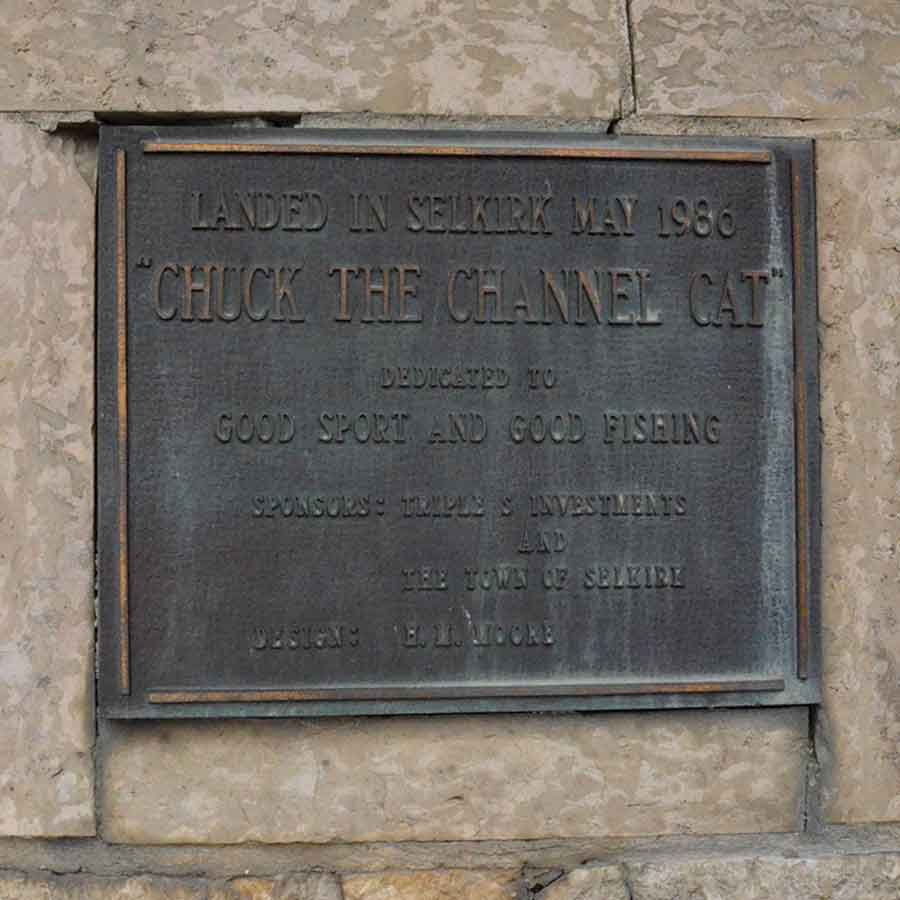 LANDED IN SELKIRK MAY 1986
"CHUCK THE CHANNEL CAT"
DEDICATED TO
GOOD SPORT AND GOOD FISHING
SPONSORS: TRIPLE S INVESTMENTS
AND
THE TOWN OF SELKIRK
DESIGN: H. M. MOORE